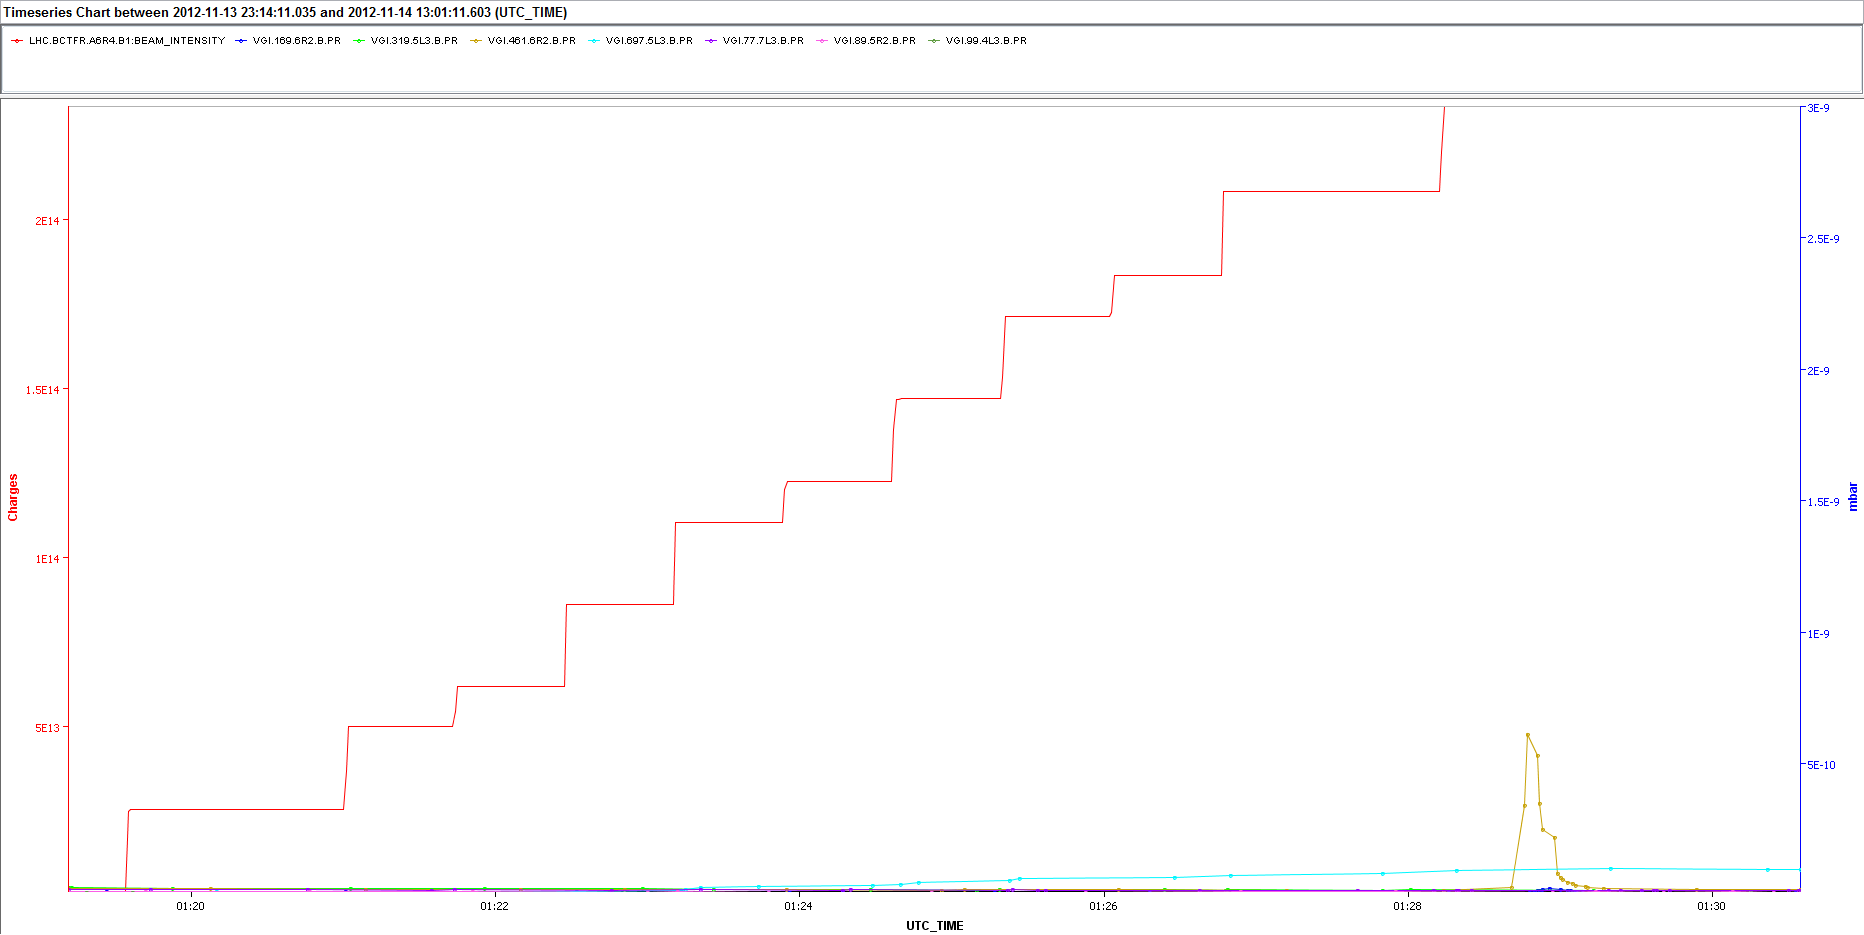 Timeseries Chart between 2012-11-13 23:14:11.035 and 2012-11-14 13:01:11.603 (UTC_TIME)
LHC.BCTFR.A6R4.B1:BEAM_INTENSITY VGI.169.6R2.B.PR VGI.319.5L3.B.PR VGI.461.6R2.B.PR VGI.697.5L3.B.PR VGI.77.7L3.B.PR VGI.89.5R2.B.PR VGI.99.4L3.B.PR
3E-9
2E14
2.5E-9
1.5E14
2E-9
Charges
mbar
1.5E-9
1E14
1E-9
5E13
5E-10
01:20 01:22 01:24 01:26 01:28 01:30
UTC_TIME